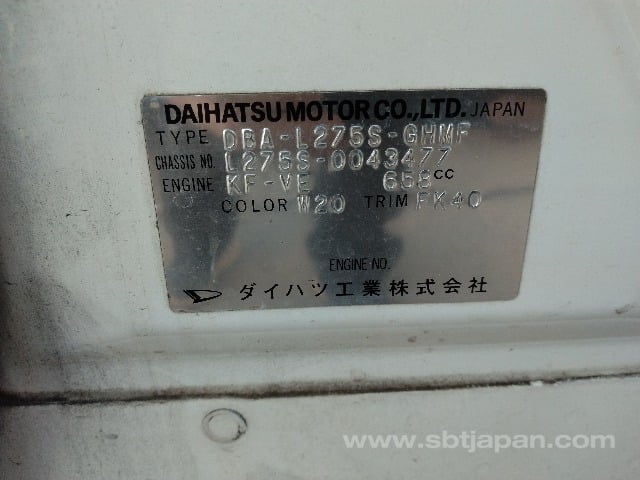 DAIHATSU MOTOR CO., LTD. JAPAN
TYPE DBA-L275S-GHMF
CHASSIS NO. L275S-0043477
ENGINE KF-VE 658CC
COLOR W20 TRIM FK40
ENGINE NO.
ダイハツ工業株式会社
www.sbtjapan.com